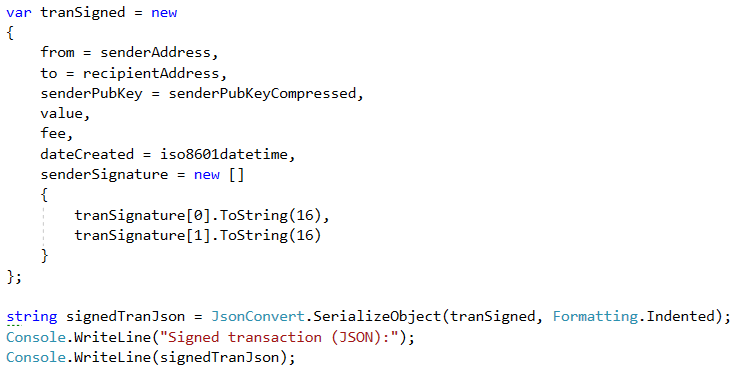 var tranSigned = new
{
    from = senderAddress,
    to = recipientAddress,
    senderPubKey = senderPubKeyCompressed,
    value,
    fee,
    dateCreated = iso8601datetime,
    senderSignature = new []
    {
        tranSignature[0].ToString(16),
        tranSignature[1].ToString(16)
    }
};
string signedTranJson = JsonConvert.SerializeObject(tranSigned, Formatting.Indented);
Console.WriteLine("Signed transaction (JSON):");
Console.WriteLine(signedTranJson);